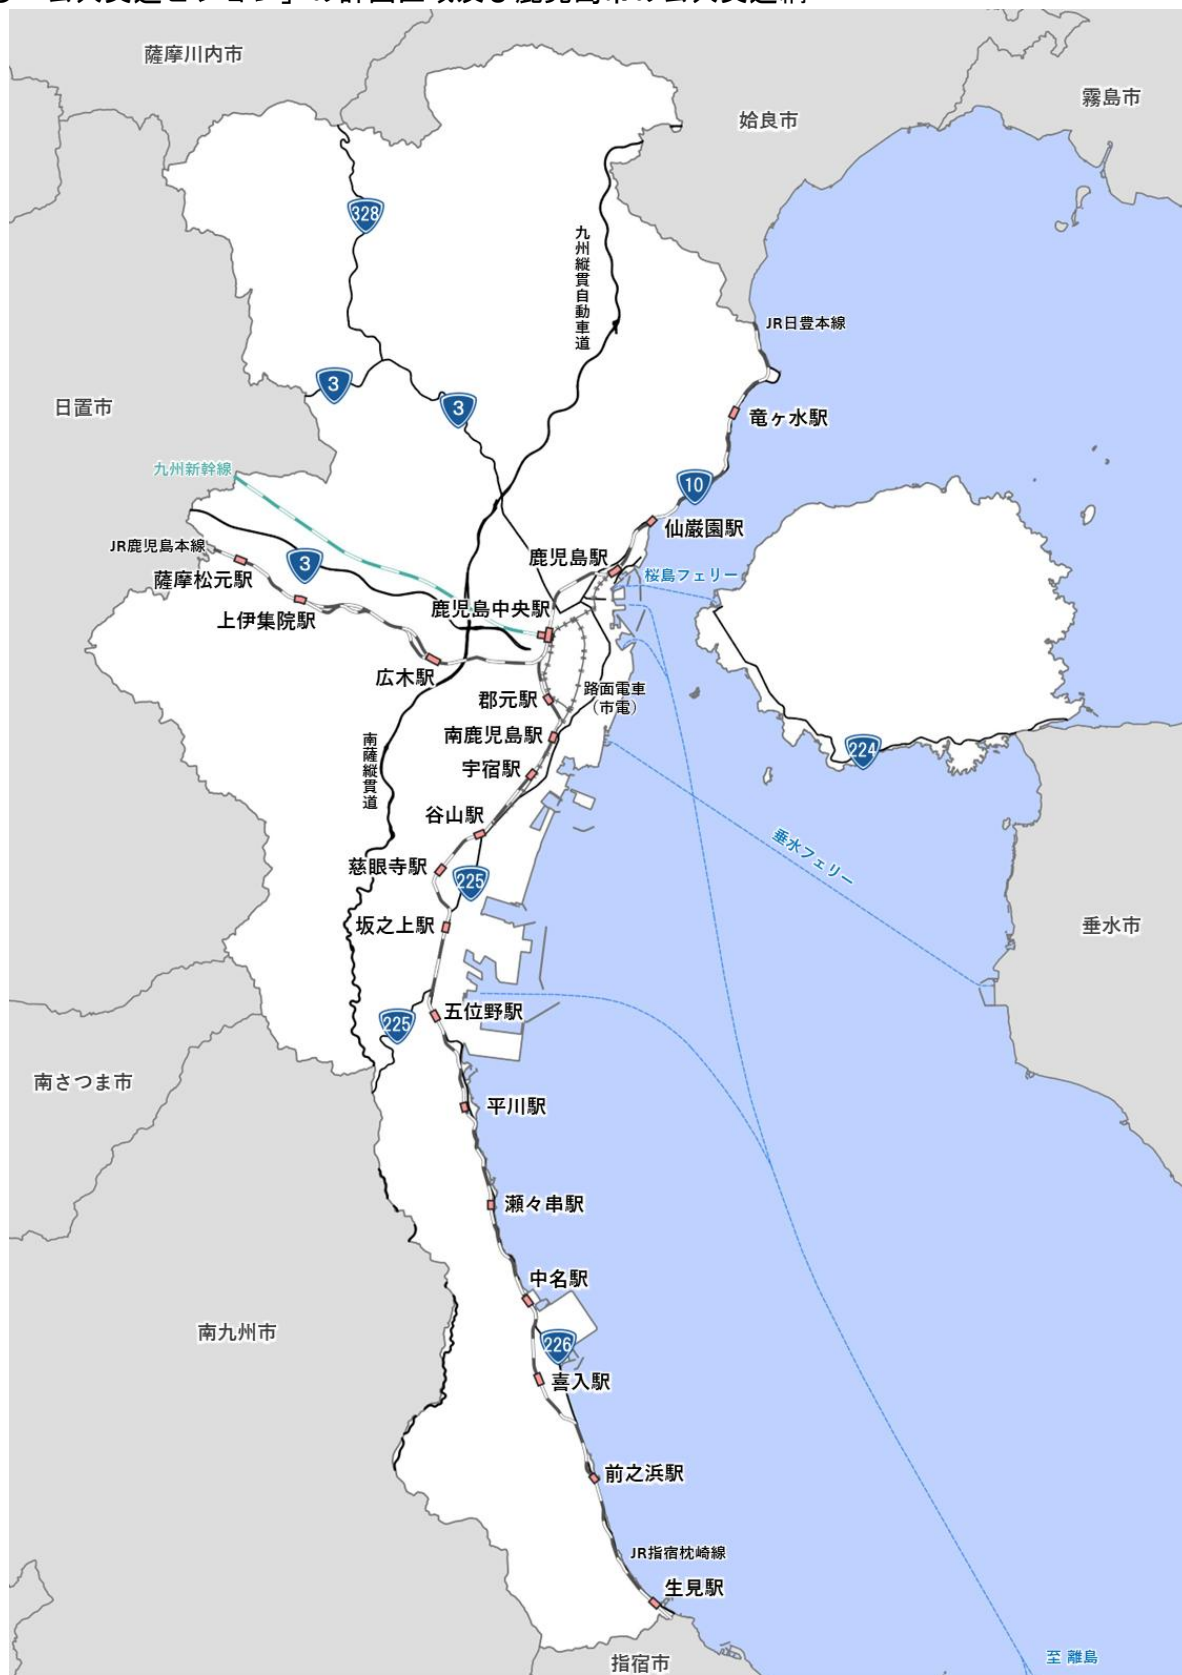 薩摩川内市
霧島市
姶良市
328
九州縦貫自動車道
JR日豊本線
3
3
日置市
竜ヶ水駅
九州新幹線
10
仙巌園駅
JR鹿児島本線
鹿児島駅
3
桜島フェリー
薩摩松元駅
鹿児島中央駅
上伊集院駅
広木駅
路面電車
(市電)
郡元駅
南鹿児島駅
南薩縦貫道
224
宇宿駅
谷山駅
垂水フェリー
慈眼寺駅
225
坂之上駅
垂水市
五位野駅
225
南さつま市
平川駅
瀬々串駅
中名駅
南九州市
226
喜入駅
前之浜駅
JR指宿枕崎線
生見駅
指宿市
至 離島